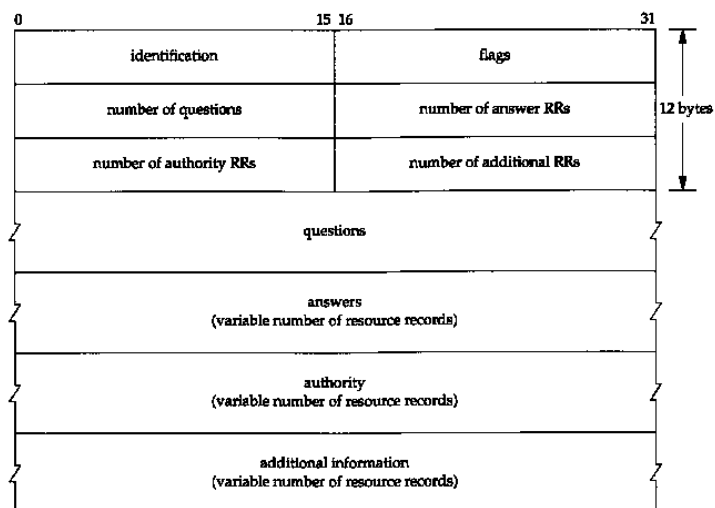 0 15 16 31
identification flags
number of questions number of answer RRs 12 bytes
number of authority RRs number of additional RRs
questions
answers
(variable number of resource records)
authority
(variable number of resource records)
additional information
(variable number of resource records)